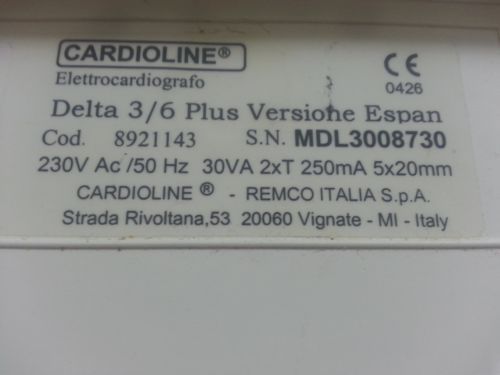 CARDIOLINE®
Elettrocardiografo
CE
0426
Delta 3/6 Plus Versione Espan
Cod. 8921143 S.N. MDL3008730
230V Ac /50 Hz 30VA 2xT 250mA 5x20mm
CARDIOLINE ® - REMCO ITALIA S.p.A.
Strada Rivoltana,53 20060 Vignate - MI - Italy